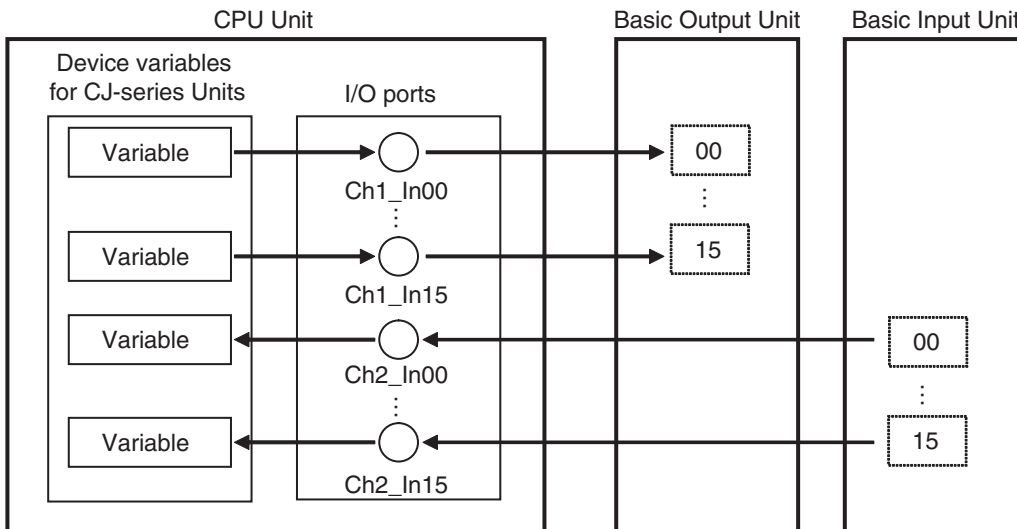 CPU Unit
Basic Output Unit
Basic Input Unit
Device variables
for CJ-series Units
I/O ports
Variable
Ch1_In00
00
Variable
Ch1_In15
15
Variable
Ch2_In00
00
Variable
Ch2_In15
15